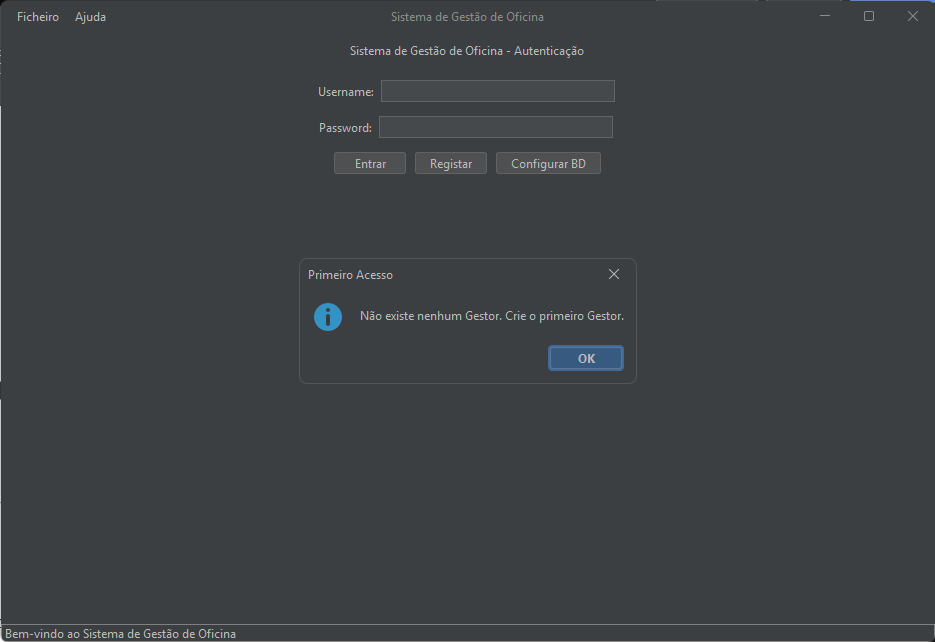 Ficheiro Ajuda Sistema de Gestão de Oficina
Sistema de Gestão de Oficina - Autenticação
Username:
Password:
Entrar Registar Configurar BD
Primeiro Acesso
Não existe nenhum Gestor. Crie o primeiro Gestor.
OK
Bem-vindo ao Sistema de Gestão de Oficina